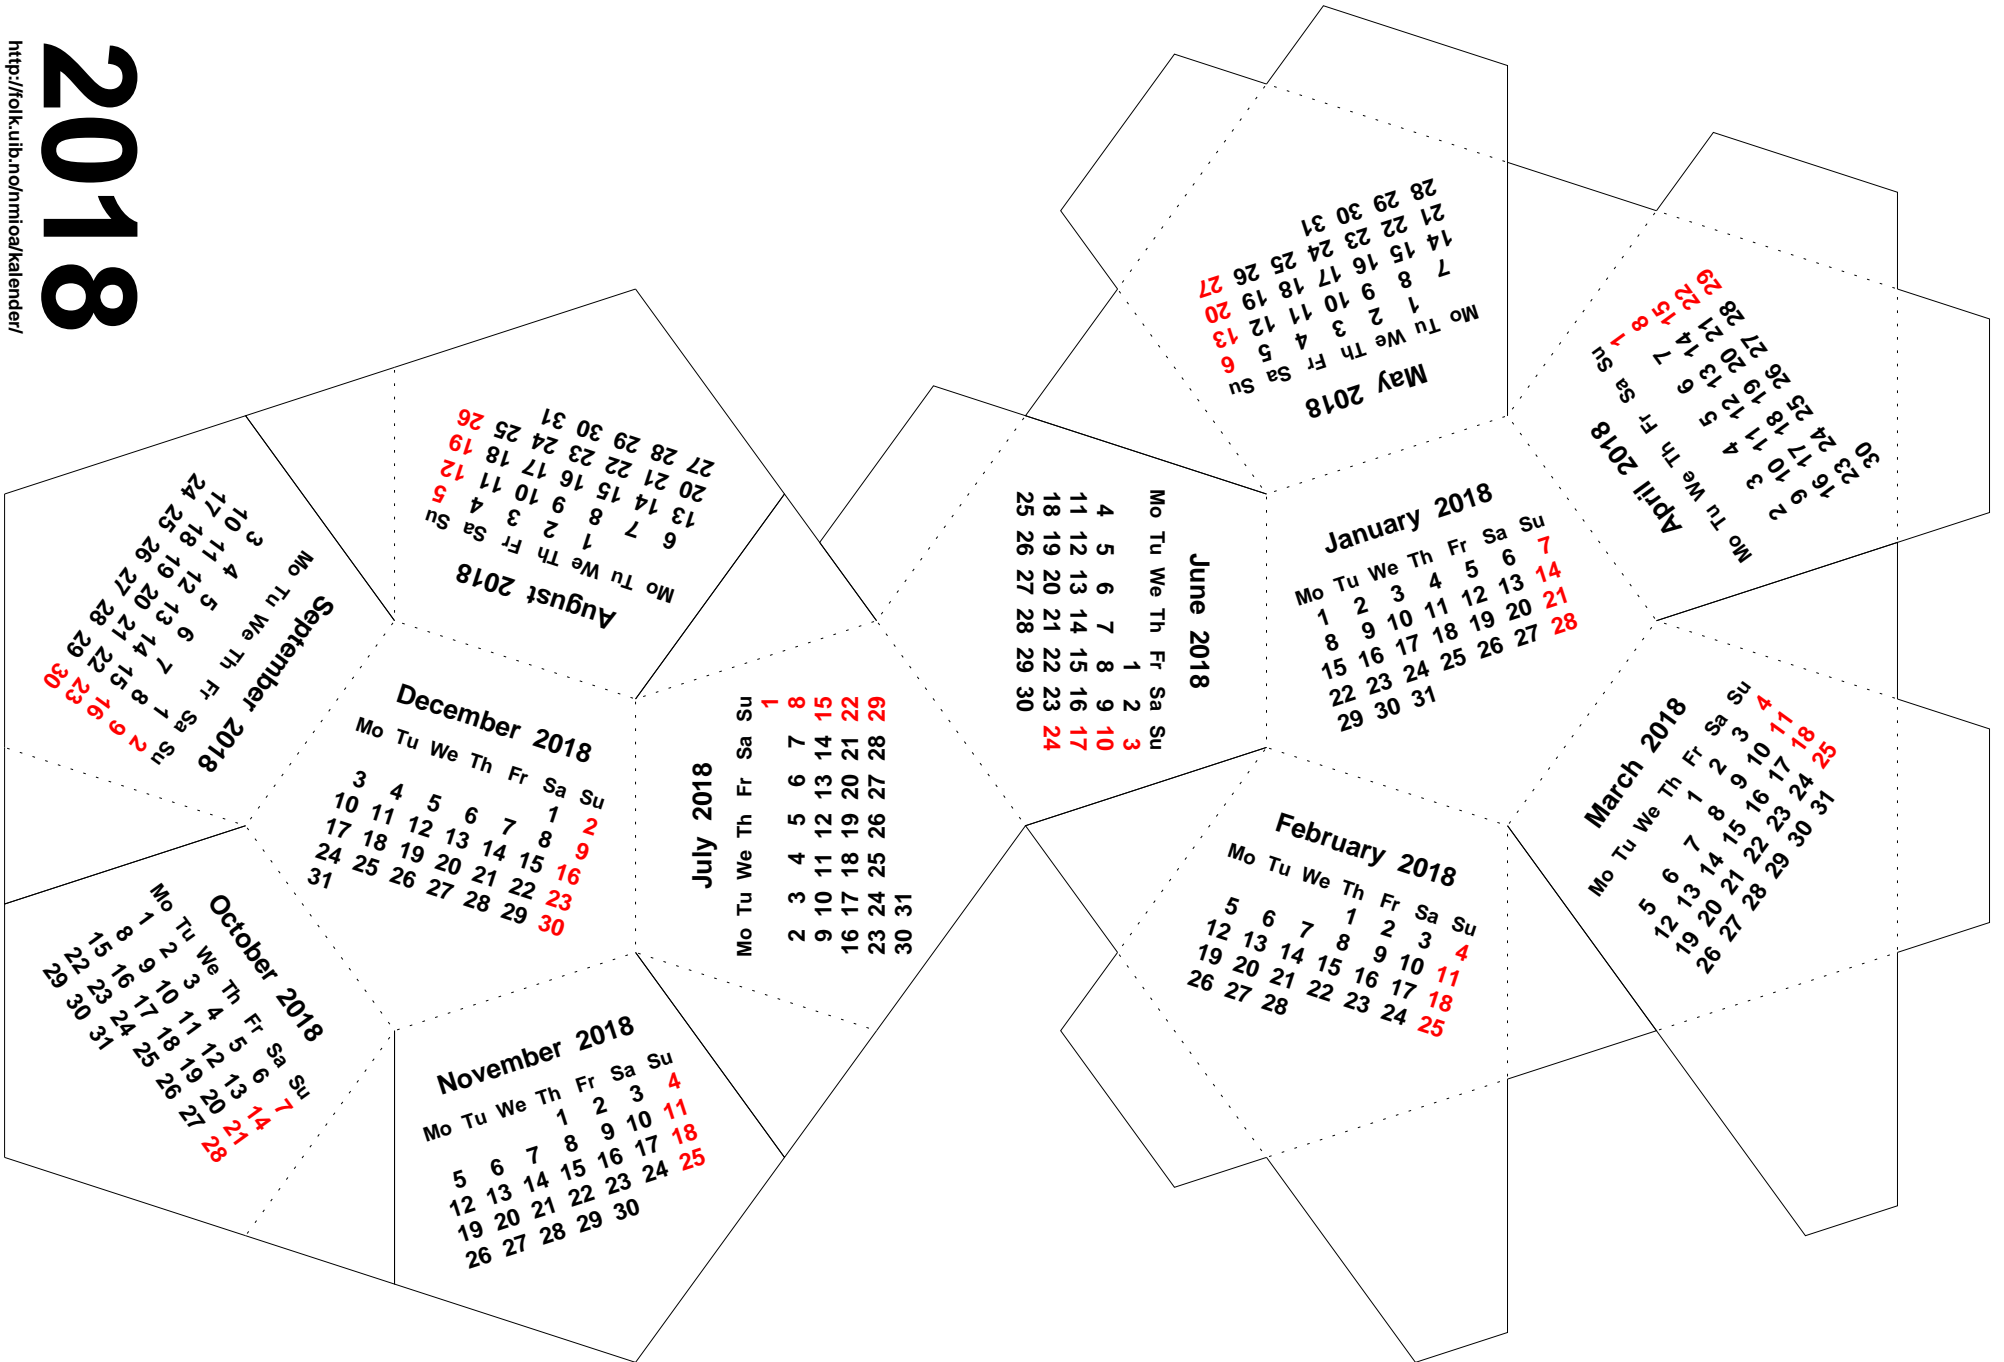 2018
http://folk.uib.no/nmioa/kalender/
January 2018
Mo Tu We Th Fr Sa Su
1 2 3 4 5 6 7
8 9 10 11 12 13 14
15 16 17 18 19 20 21
22 23 24 25 26 27 28
29 30 31
February 2018
Mo Tu We Th Fr Sa Su
1 2 3 4
5 6 7 8 9 10 11
12 13 14 15 16 17 18
19 20 21 22 23 24 25
26 27 28
March 2018
Mo Tu We Th Fr Sa Su
1 2 3 4
5 6 7 8 9 10 11
12 13 14 15 16 17 18
19 20 21 22 23 24 25
26 27 28 29 30 31
April 2018
Mo Tu We Th Fr Sa Su
1
2 3 4 5 6 7 8
9 10 11 12 13 14 15
16 17 18 19 20 21 22
23 24 25 26 27 28 29
30
May 2018
Mo Tu We Th Fr Sa Su
1 2 3 4 5 6
7 8 9 10 11 12 13
14 15 16 17 18 19 20
21 22 23 24 25 26 27
28 29 30 31
June 2018
Mo Tu We Th Fr Sa Su
1 2 3
4 5 6 7 8 9 10
11 12 13 14 15 16 17
18 19 20 21 22 23 24
25 26 27 28 29 30
July 2018
Mo Tu We Th Fr Sa Su
1
2 3 4 5 6 7 8
9 10 11 12 13 14 15
16 17 18 19 20 21 22
23 24 25 26 27 28 29
30 31
August 2018
Mo Tu We Th Fr Sa Su
1 2 3 4 5
6 7 8 9 10 11 12
13 14 15 16 17 18 19
20 21 22 23 24 25 26
27 28 29 30 31
September 2018
Mo Tu We Th Fr Sa Su
1 2
3 4 5 6 7 8 9
10 11 12 13 14 15 16
17 18 19 20 21 22 23
24 25 26 27 28 29 30
October 2018
Mo Tu We Th Fr Sa Su
1 2 3 4 5 6 7
8 9 10 11 12 13 14
15 16 17 18 19 20 21
22 23 24 25 26 27 28
29 30 31
November 2018
Mo Tu We Th Fr Sa Su
1 2 3 4
5 6 7 8 9 10 11
12 13 14 15 16 17 18
19 20 21 22 23 24 25
26 27 28 29 30
December 2018
Mo Tu We Th Fr Sa Su
1 2
3 4 5 6 7 8 9
10 11 12 13 14 15 16
17 18 19 20 21 22 23
24 25 26 27 28 29 30
31